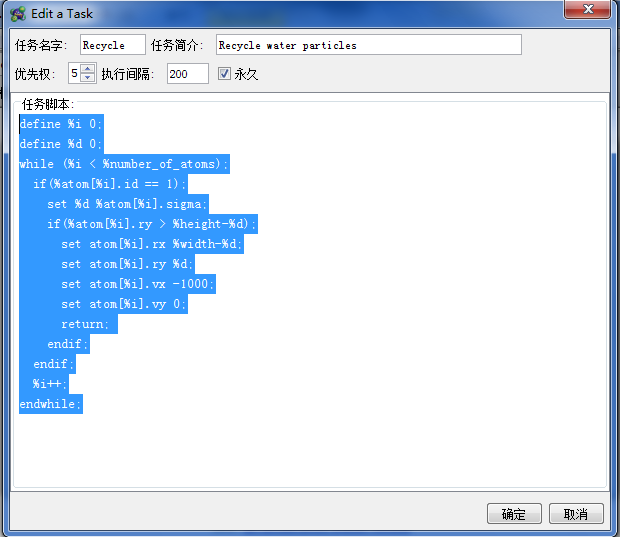 Edit a Task
任务名字: Recycle 任务简介: Recycle water particles
优先权: 5 执行间隔: 200 永久
任务脚本:
define %i 0;
define %d 0;
while (%i < %number_of_atoms);
if(%atom[%i].id == 1);
set %d %atom[%i].sigma;
if(%atom[%i].ry > %height-%d);
set atom[%i].rx %width-%d;
set atom[%i].ry %d;
set atom[%i].vx -1000;
set atom[%i].vy 0;
return;
endif;
endif;
%i++;
endwhile;
确定 取消